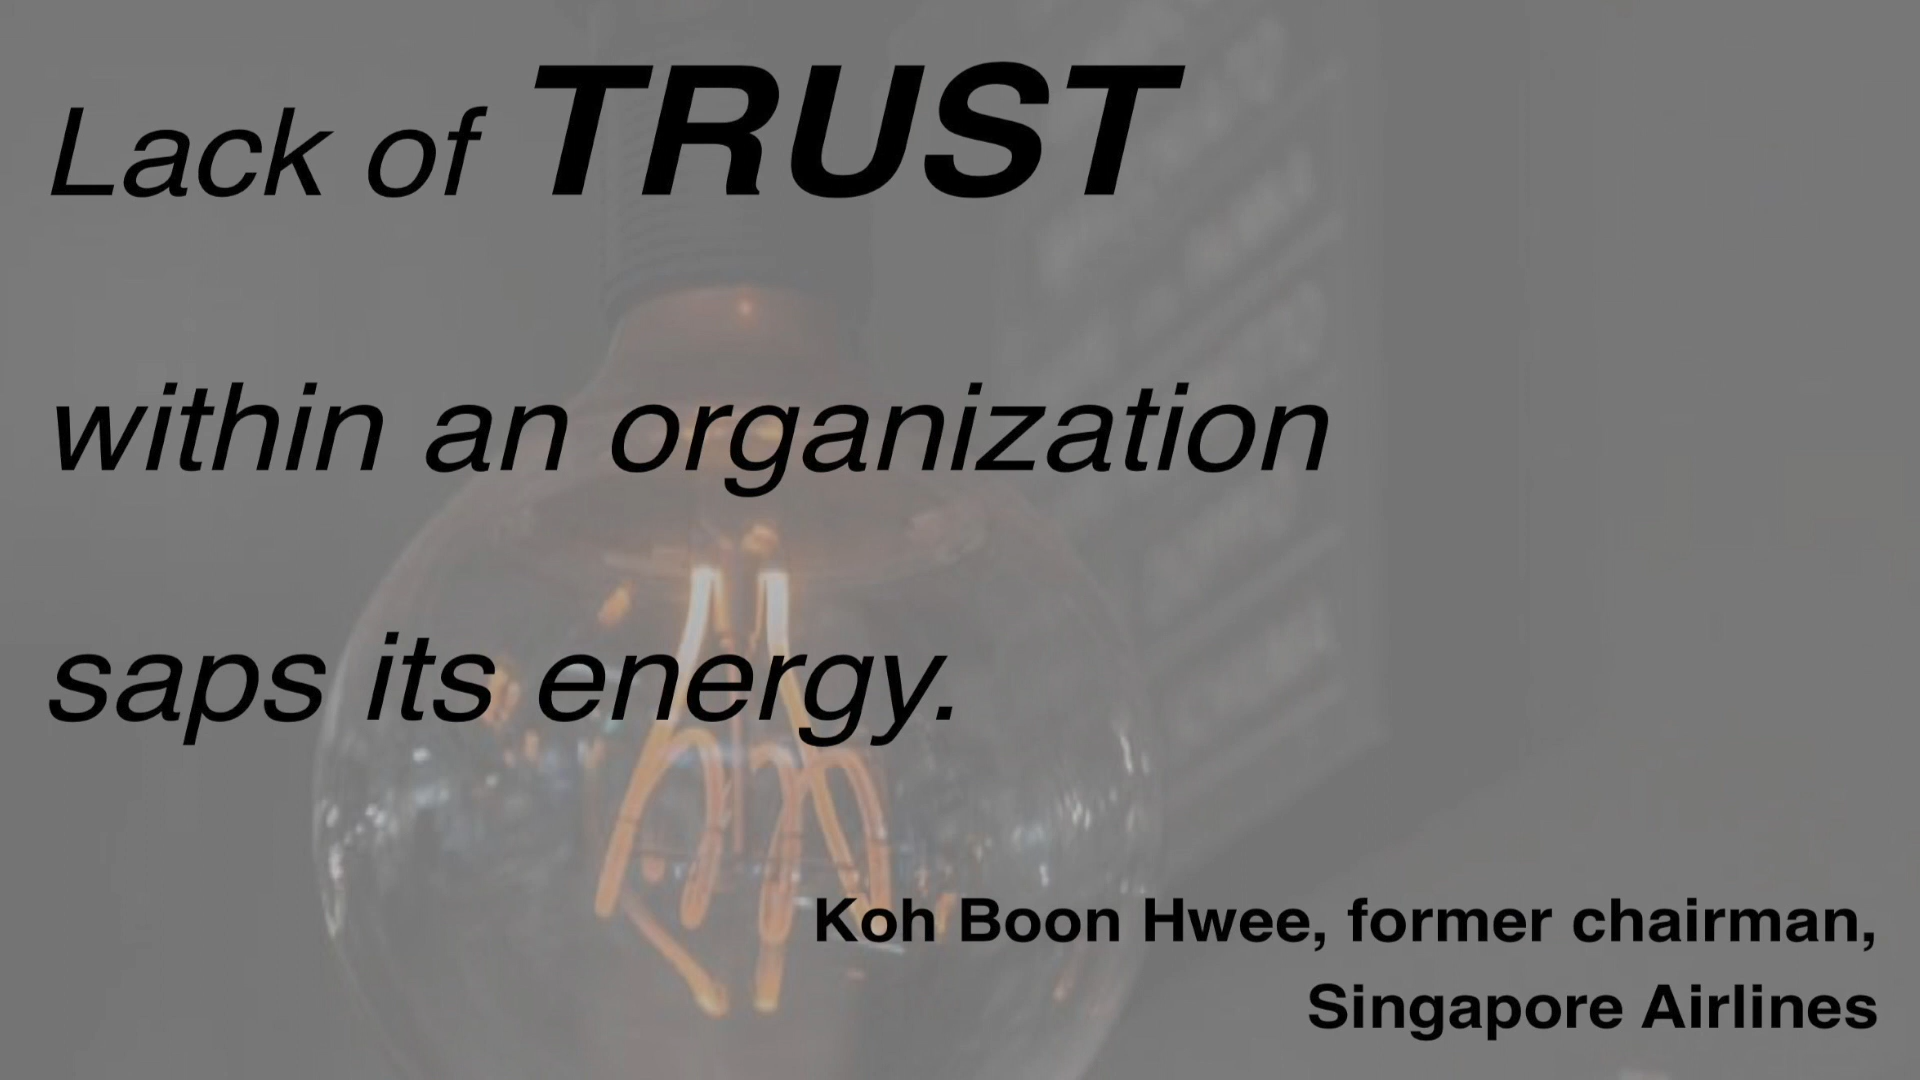 Lack of TRUST
within an organization
saps its energy.
Koh Boon Hwee, former chairman,
Singapore Airlines